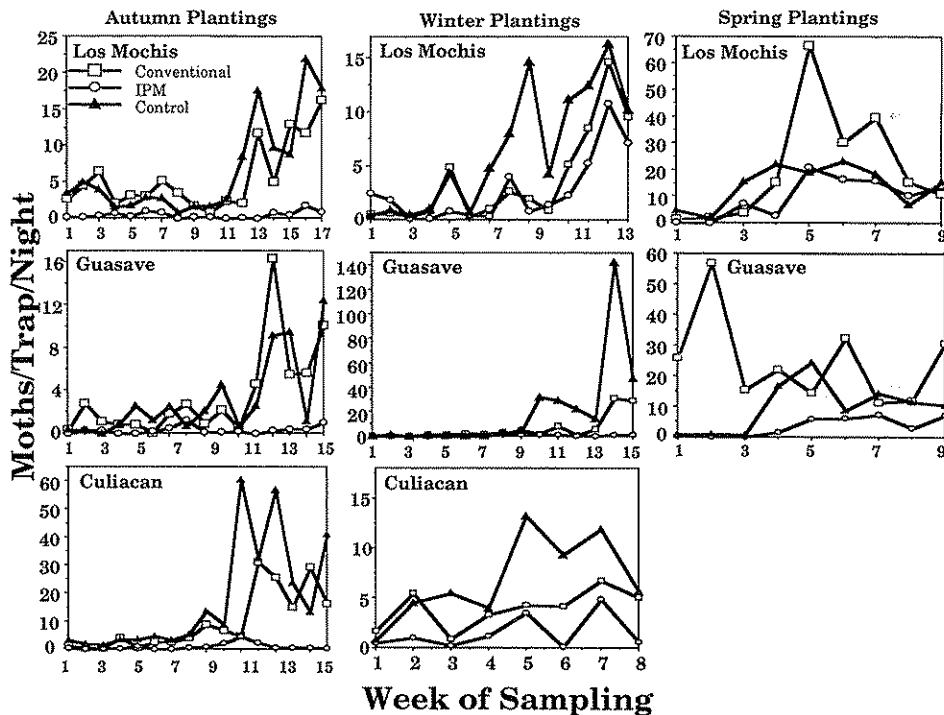 Autumn Plantings
Winter Plantings
Spring Plantings
Moths/Trap/Night
Los Mochis
Conventional
IPM
Control
25
20
15
10
5
0
1 3 5 7 9 11 13 15 17
Los Mochis
15
10
5
0
1 3 5 7 9 11 13
Los Mochis
70
60
50
40
30
20
10
0
1 3 5 7 9
Guasave
16
12
8
4
0
1 3 5 7 9 11 13 15
Guasave
140
120
100
80
60
40
20
0
1 3 5 7 9 11 13 15
Guasave
60
50
40
30
20
10
0
1 3 5 7 9
Culiacan
60
50
40
30
20
10
0
1 3 5 7 9 11 13 15
Culiacan
15
10
5
0
1 2 3 4 5 6 7 8
Week of Sampling